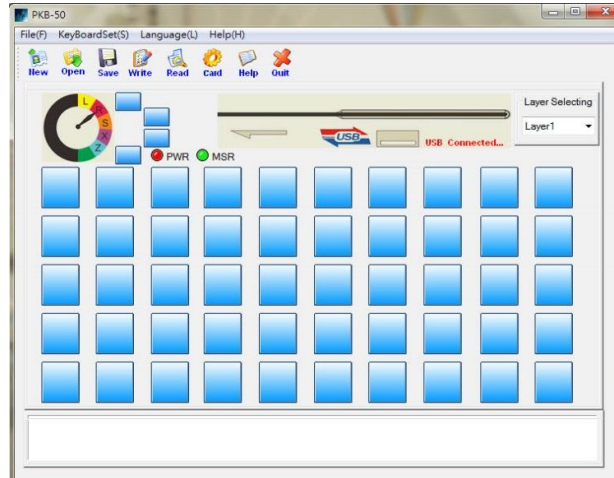 PKB-50
File(F) KeyBoardSet(S) Language(L) Help(H)
New Open Save Write Read Card Help Quit
L
R
S
X
Z
Layer Selecting
Layer1
USB
USB Connected...
PWR MSR